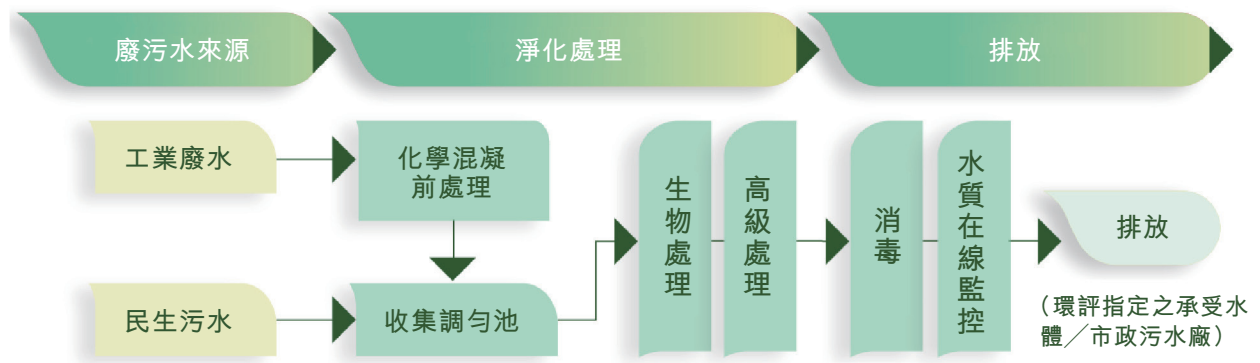 廢污水來源
淨化處理
排放
工業廢水
化學混凝
前處理
民生污水
收集調勻池
生物處理
高級處理
消毒
水質在線監控
排放
（環評指定之承受水
體／市政污水廠）